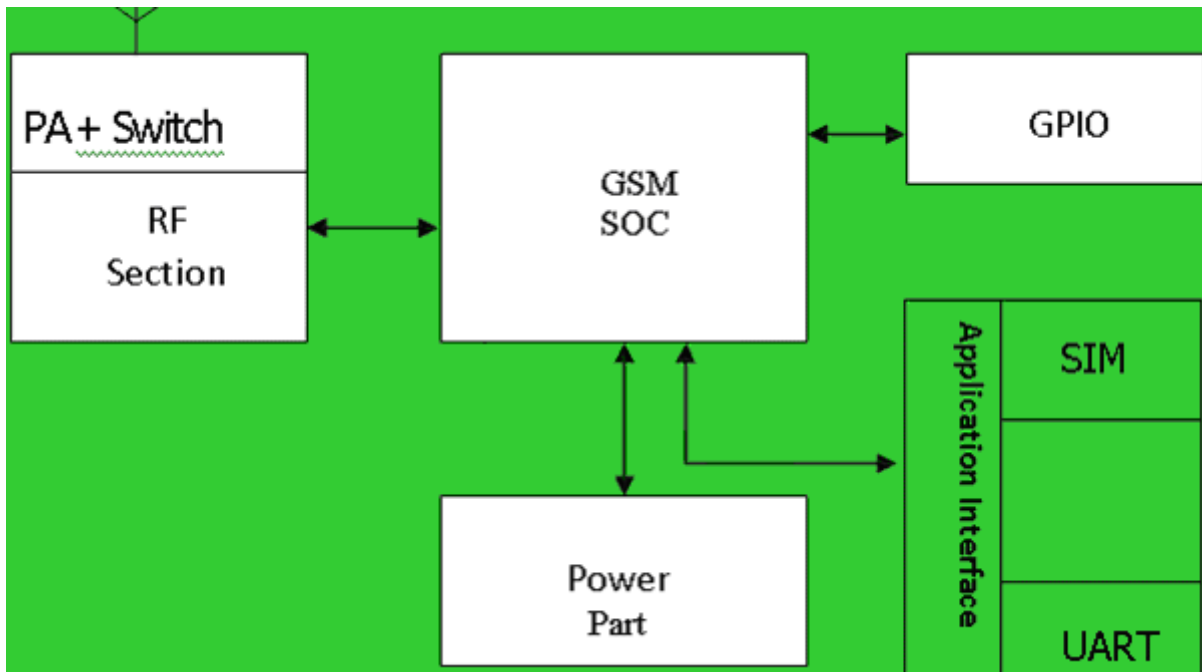 PA+ Switch
RF
Section
GSM
SOC
GPIO
Power
Part
Application Interface
SIM
UART